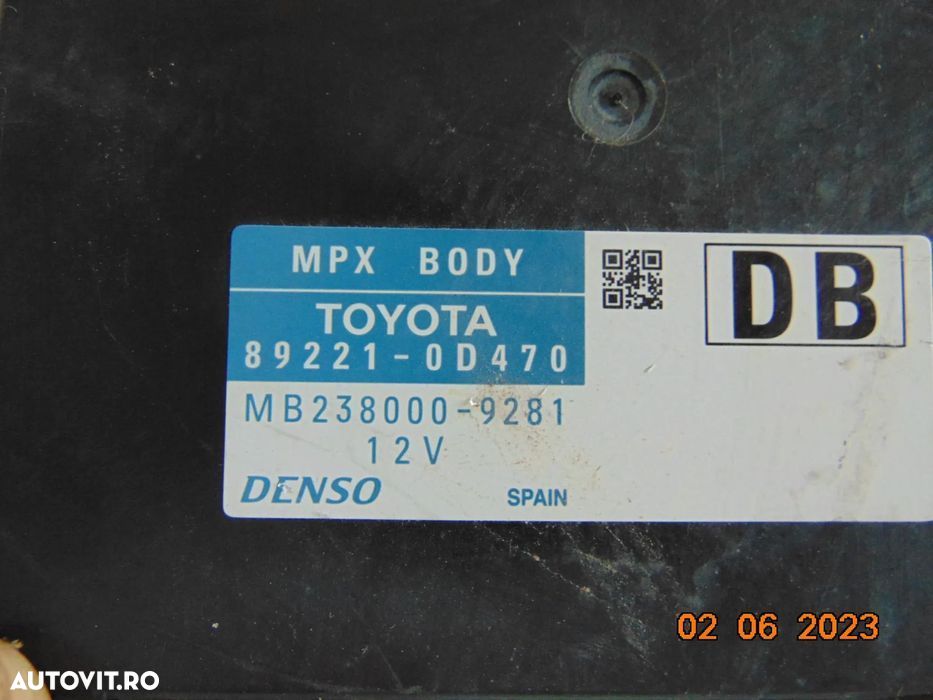 MPX BODY
DB
TOYOTA
89221-0D470
MB238000-9281
12V
DENSO SPAIN
02 06 2023
AUTOVIT.RO